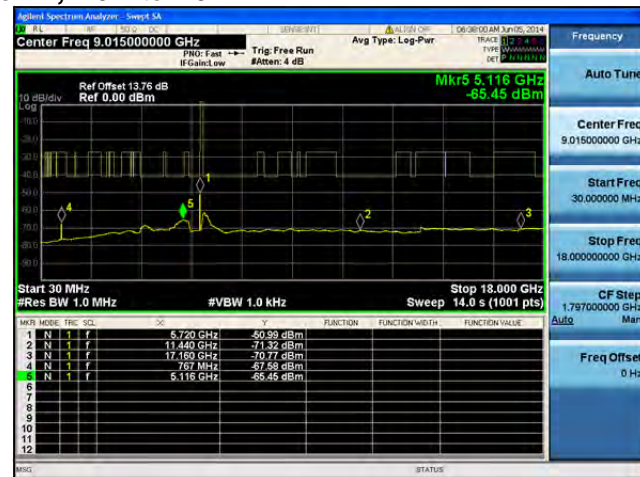 Agilent Spectrum Analyzer - Swept SA
RL RF 50 Ω DC SENSE:INT ALIGN OFF 06:38:00 AM Jun 05, 2014
Center Freq 9.015000000 GHz Avg Type: Log-Pwr TRACE
PNO: Fast Trig: Free Run TYPE
IFGain:Low #Atten: 4 dB DET P N N N N N
Frequency
Auto Tune
Mkr5 5.116 GHz
-65.45 dBm
Ref Offset 13.76 dB
10 dB/div Ref 0.00 dBm
Log
-10.0
1
5
4
2
3
Start 30 MHz Stop 18.000 GHz
#Res BW 1.0 MHz #VBW 1.0 kHz Sweep 14.0 s (1001 pts)
MKR MODE TRC SCL X Y FUNCTION FUNCTION WIDTH FUNCTION VALUE
1 N 1 f 5.720 GHz -50.99 dBm
2 N 1 f 11.440 GHz -71.32 dBm
3 N 1 f 17.160 GHz -70.77 dBm
4 N 1 f 767 MHz -67.58 dBm
5 N 1 f 5.116 GHz -65.45 dBm
6
7
8
9
10
11
12
MSG STATUS
Center Freq
9.015000000 GHz
Start Freq
30.000000 MHz
Stop Freq
18.000000000 GHz
CF Step
1.797000000 GHz
Auto Man
Freq Offset
0 Hz